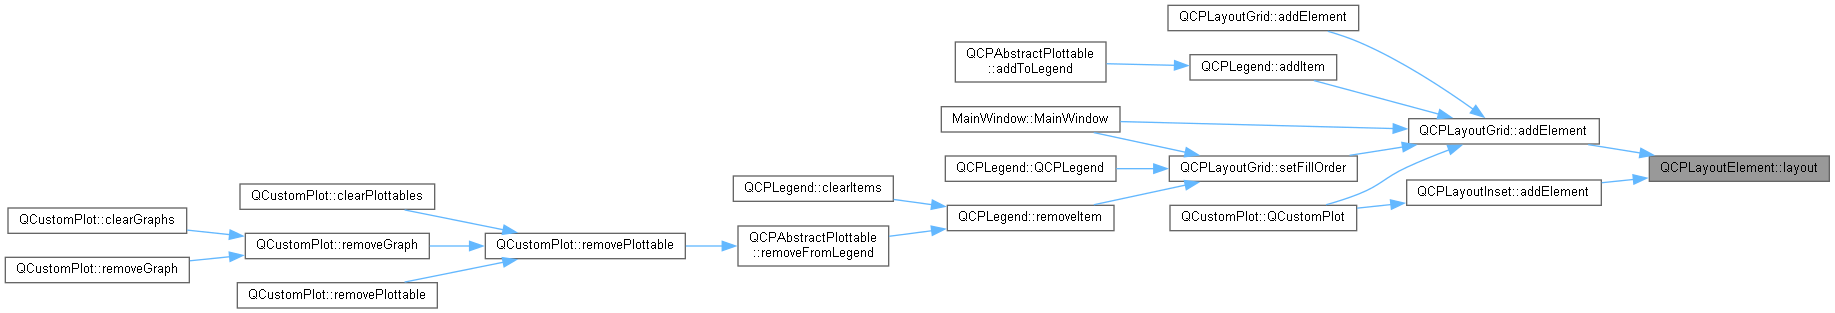 QCPLayoutGrid::addElement
QCPAbstractPlottable
::addToLegend
QCPLegend::addItem
MainWindow::MainWindow
QCPLayoutGrid::addElement
QCPLegend::QCPLegend
QCPLayoutGrid::setFillOrder
QCPLayoutElement::layout
QCPLegend::clearItems
QCPLayoutInset::addElement
QCustomPlot::clearPlottables
QCPLegend::removeItem
QCustomPlot::QCustomPlot
QCustomPlot::clearGraphs
QCustomPlot::removeGraph
QCustomPlot::removePlottable
QCPAbstractPlottable
::removeFromLegend
QCustomPlot::removeGraph
QCustomPlot::removePlottable